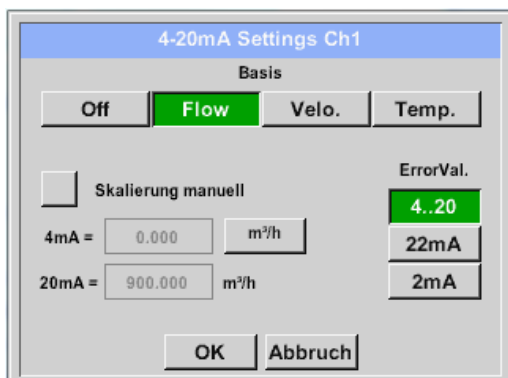 4-20mA Settings Ch1
Basis
Off Flow Velo. Temp.
ErrorVal.
Skalierung manuell
4..20
4mA = 0.000 m³/h
22mA
20mA = 900.000 m³/h
2mA
OK Abbruch